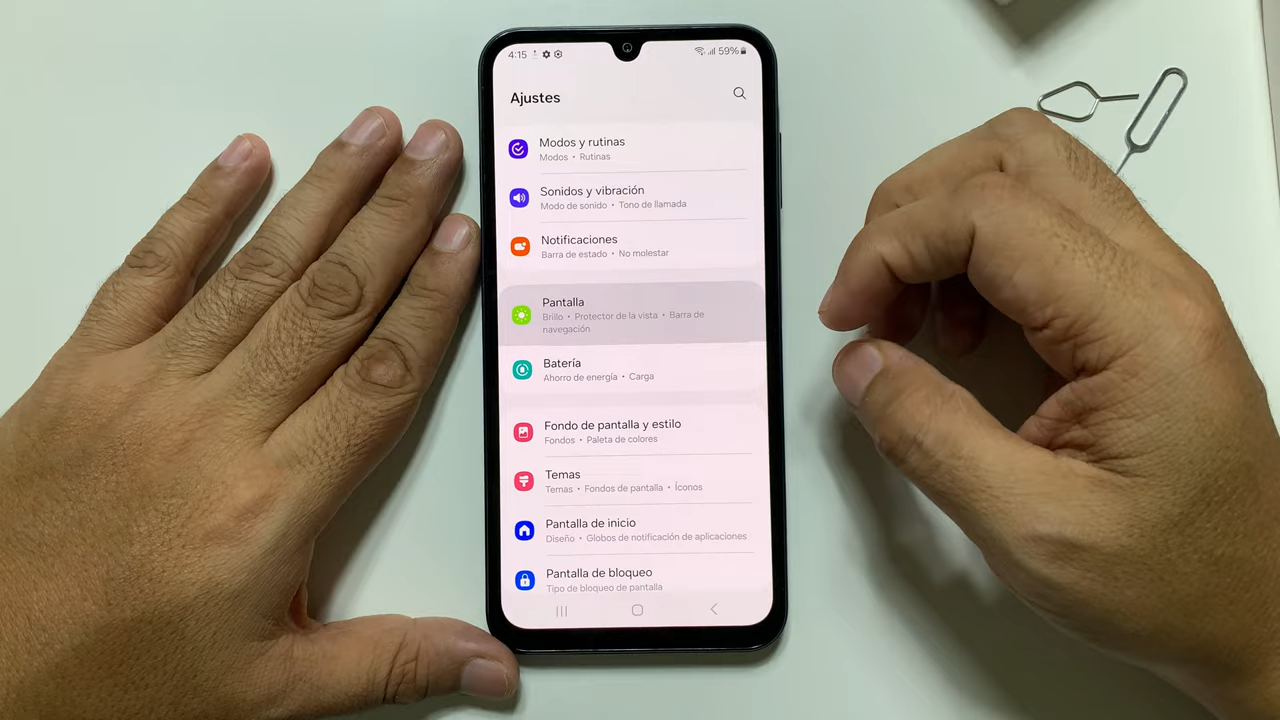 4:15
59%
Ajustes
Modos y rutinas
Modos • Rutinas
Sonidos y vibración
Modo de sonido • Tono de llamada
Notificaciones
Barra de estado • No molestar
Pantalla
Brillo • Protector de la vista • Barra de
navegación
Batería
Ahorro de energía • Carga
Fondo de pantalla y estilo
Fondos • Paleta de colores
Temas
Temas • Fondos de pantalla • Íconos
Pantalla de inicio
Diseño • Globos de notificación de aplicaciones
Pantalla de bloqueo
Tipo de bloqueo de pantalla